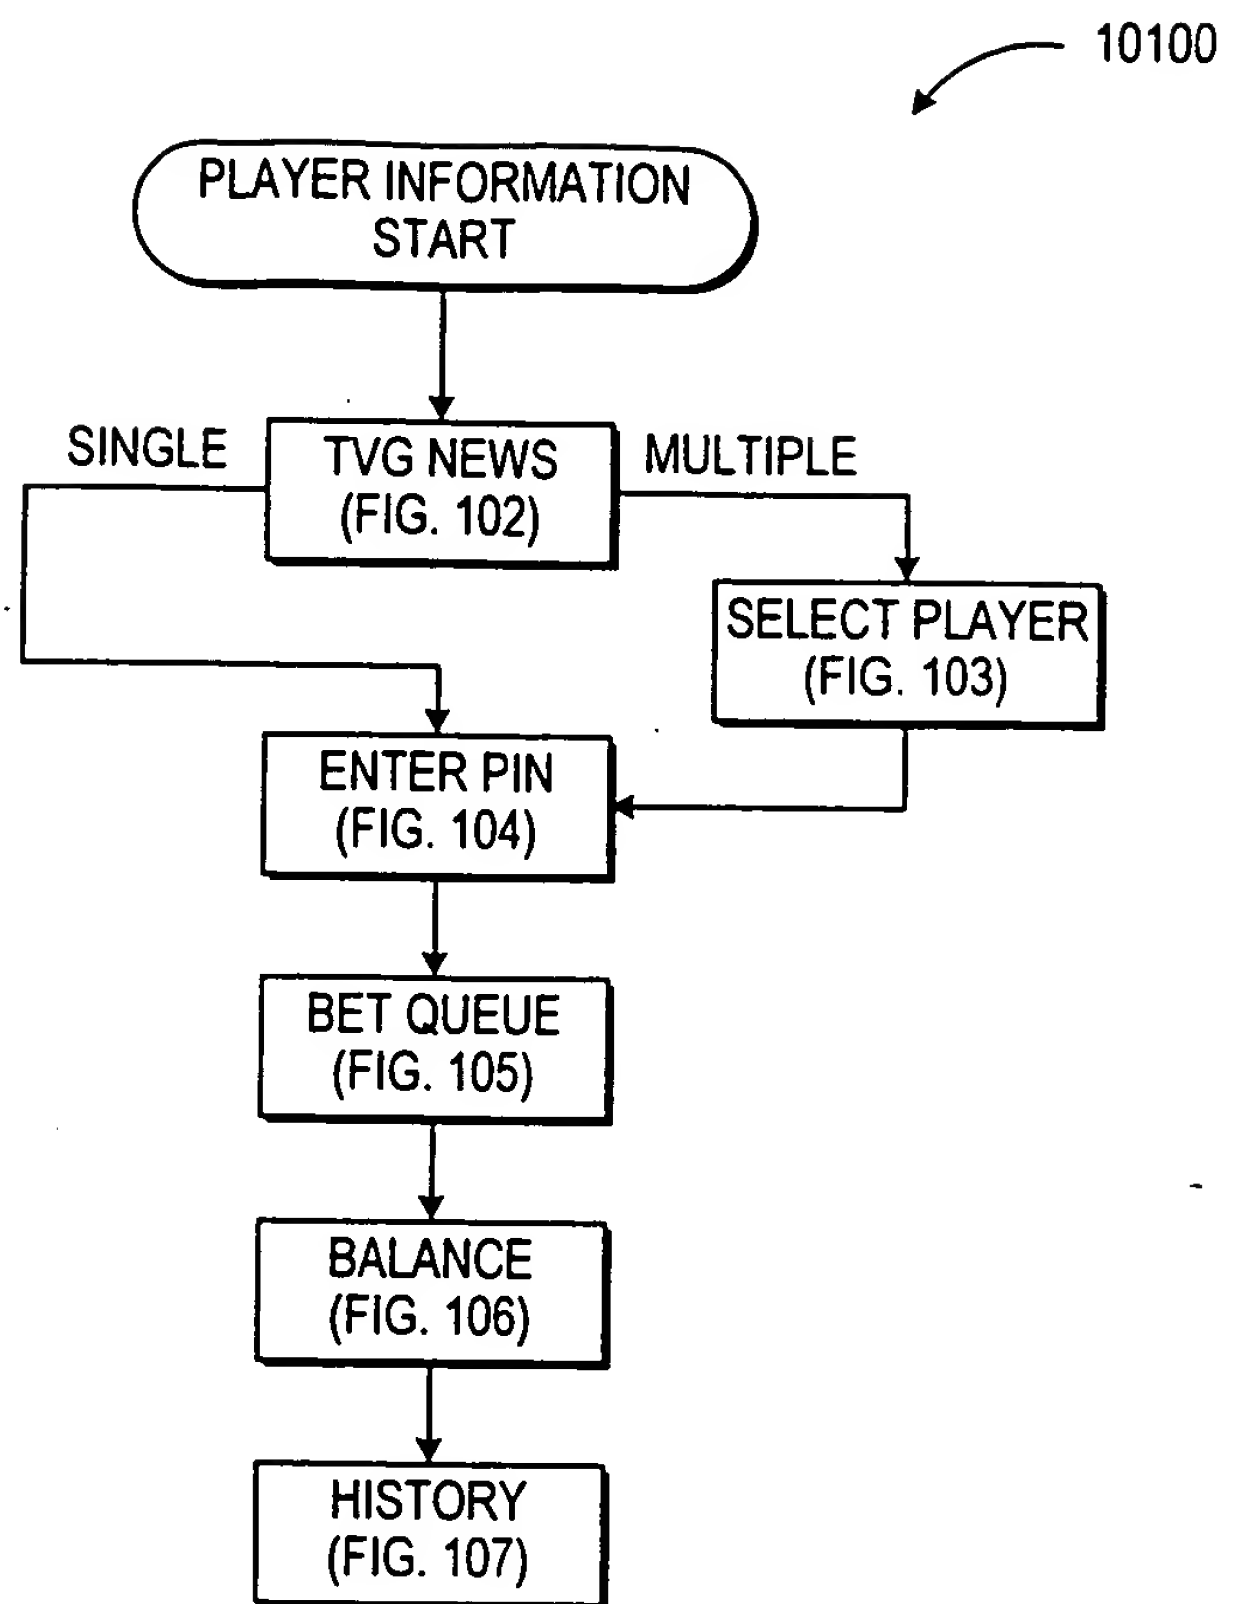 10100
PLAYER INFORMATION
START
SINGLE
TVG NEWS
(FIG. 102)
MULTIPLE
SELECT PLAYER
(FIG. 103)
ENTER PIN
(FIG. 104)
BET QUEUE
(FIG. 105)
BALANCE
(FIG. 106)
HISTORY
(FIG. 107)